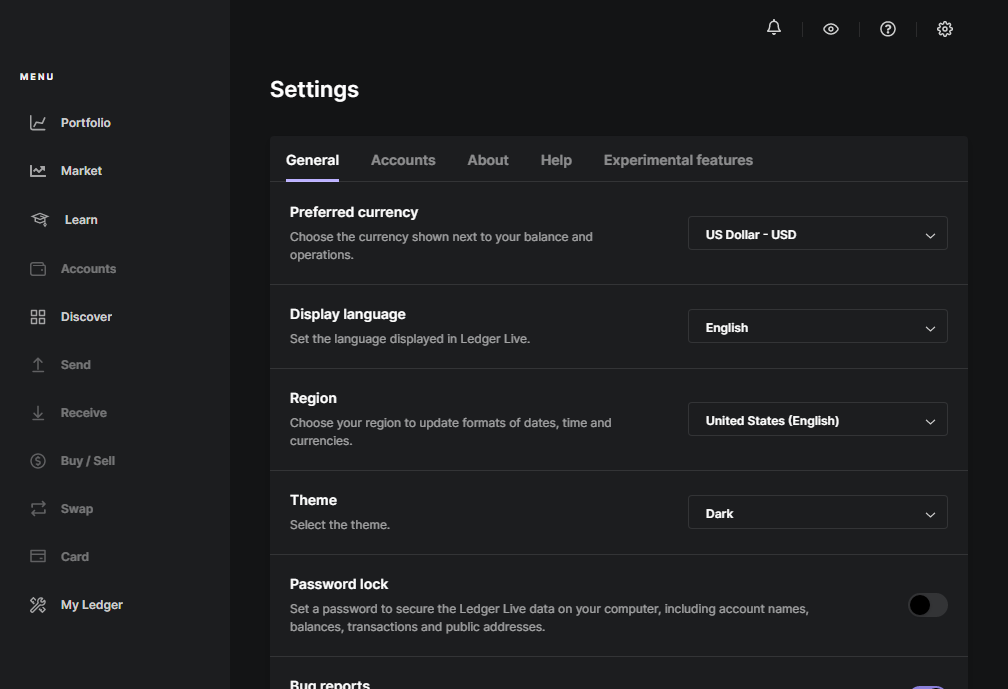 MENU
Portfolio
Market
Learn
Accounts
Discover
Send
Receive
Buy / Sell
Swap
Card
My Ledger
Settings
General Accounts About Help Experimental features
Preferred currency
Choose the currency shown next to your balance and
operations.
US Dollar - USD
Display language
Set the language displayed in Ledger Live.
English
Region
Choose your region to update formats of dates, time and
currencies.
United States (English)
Theme
Select the theme.
Dark
Password lock
Set a password to secure the Ledger Live data on your computer, including account names,
balances, transactions and public addresses.
Bug reports